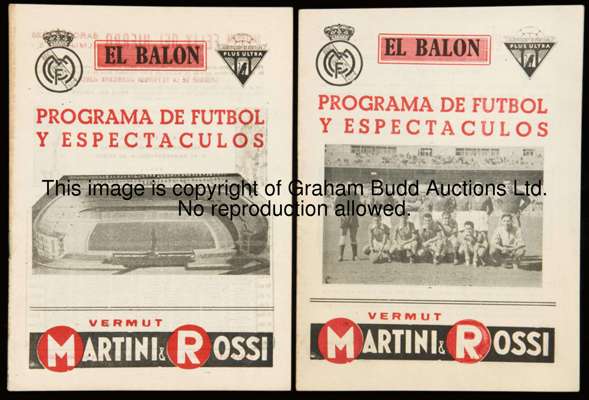 EL BALON
PLUS ULTRA
PROGRAMA DE FUTBOL
Y ESPECTACULOS
VERMUT
MARTINI & ROSSI
EL BALON
PLUS ULTRA
PROGRAMA DE FUTBOL
Y ESPECTACULOS
VERMUT
MARTINI & ROSSI
This image is copyright of Graham Budd Auctions Ltd.
No reproduction allowed.